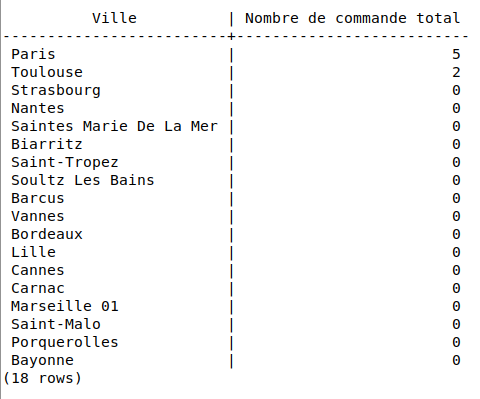 Ville | Nombre de commande total
-------------------------+--------------------------
Paris | 5
Toulouse | 2
Strasbourg | 0
Nantes | 0
Saintes Marie De La Mer | 0
Biarritz | 0
Saint-Tropez | 0
Soultz Les Bains | 0
Barcus | 0
Vannes | 0
Bordeaux | 0
Lille | 0
Cannes | 0
Carnac | 0
Marseille 01 | 0
Saint-Malo | 0
Porquerolles | 0
Bayonne | 0
(18 rows)